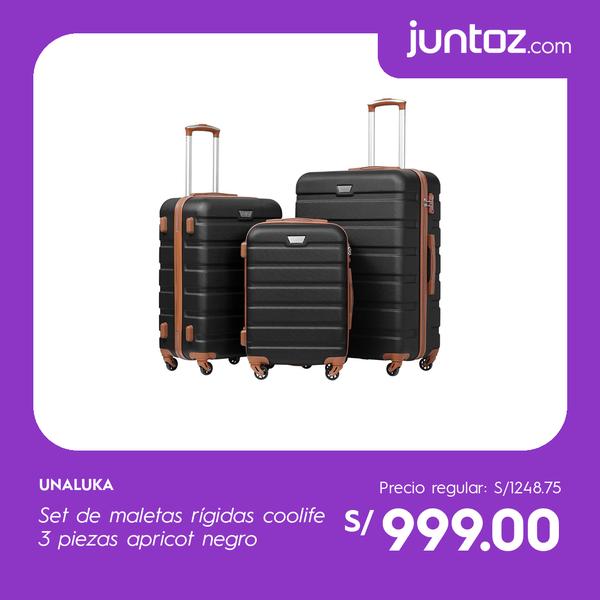 juntoz.com
UNALUKA
Set de maletas rígidas coolife
3 piezas apricot negro
Precio regular: S/1248.75
S/ 999.00